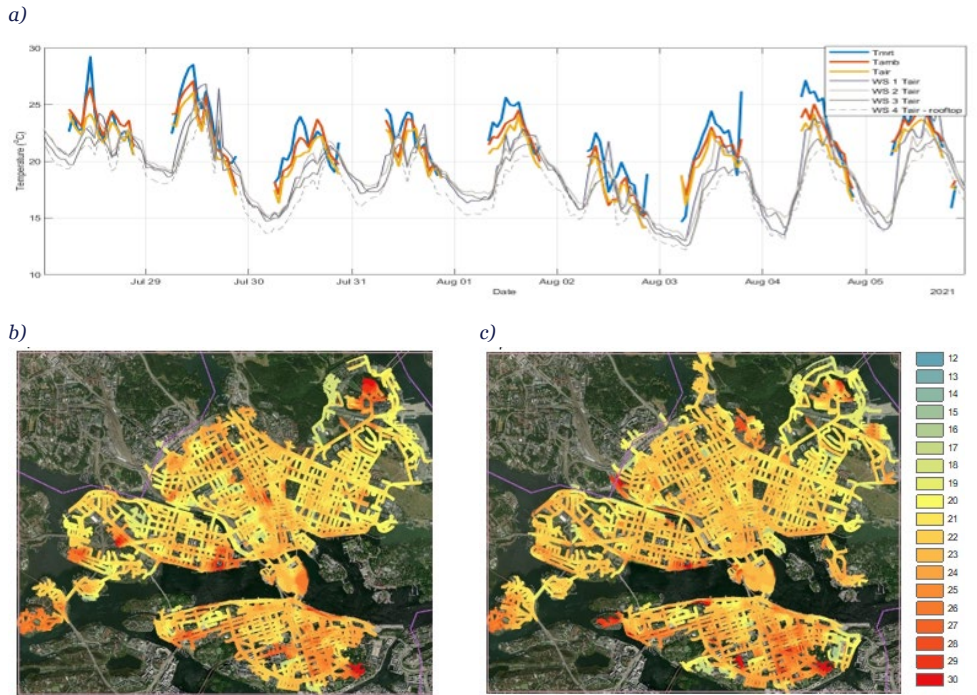 a)
30
25
20
15
10
Temperature (°C)
Tmrt
Tamb
Tair
WS 1 Tair
WS 2 Tair
WS 3 Tair
WS 4 Tair - rooftop
Jul 29
Jul 30
Jul 31
Aug 01
Aug 02
Aug 03
Aug 04
Aug 05
Date
2021
b)
c)
12
13
14
15
16
17
18
19
20
21
22
23
24
25
26
27
28
29
30